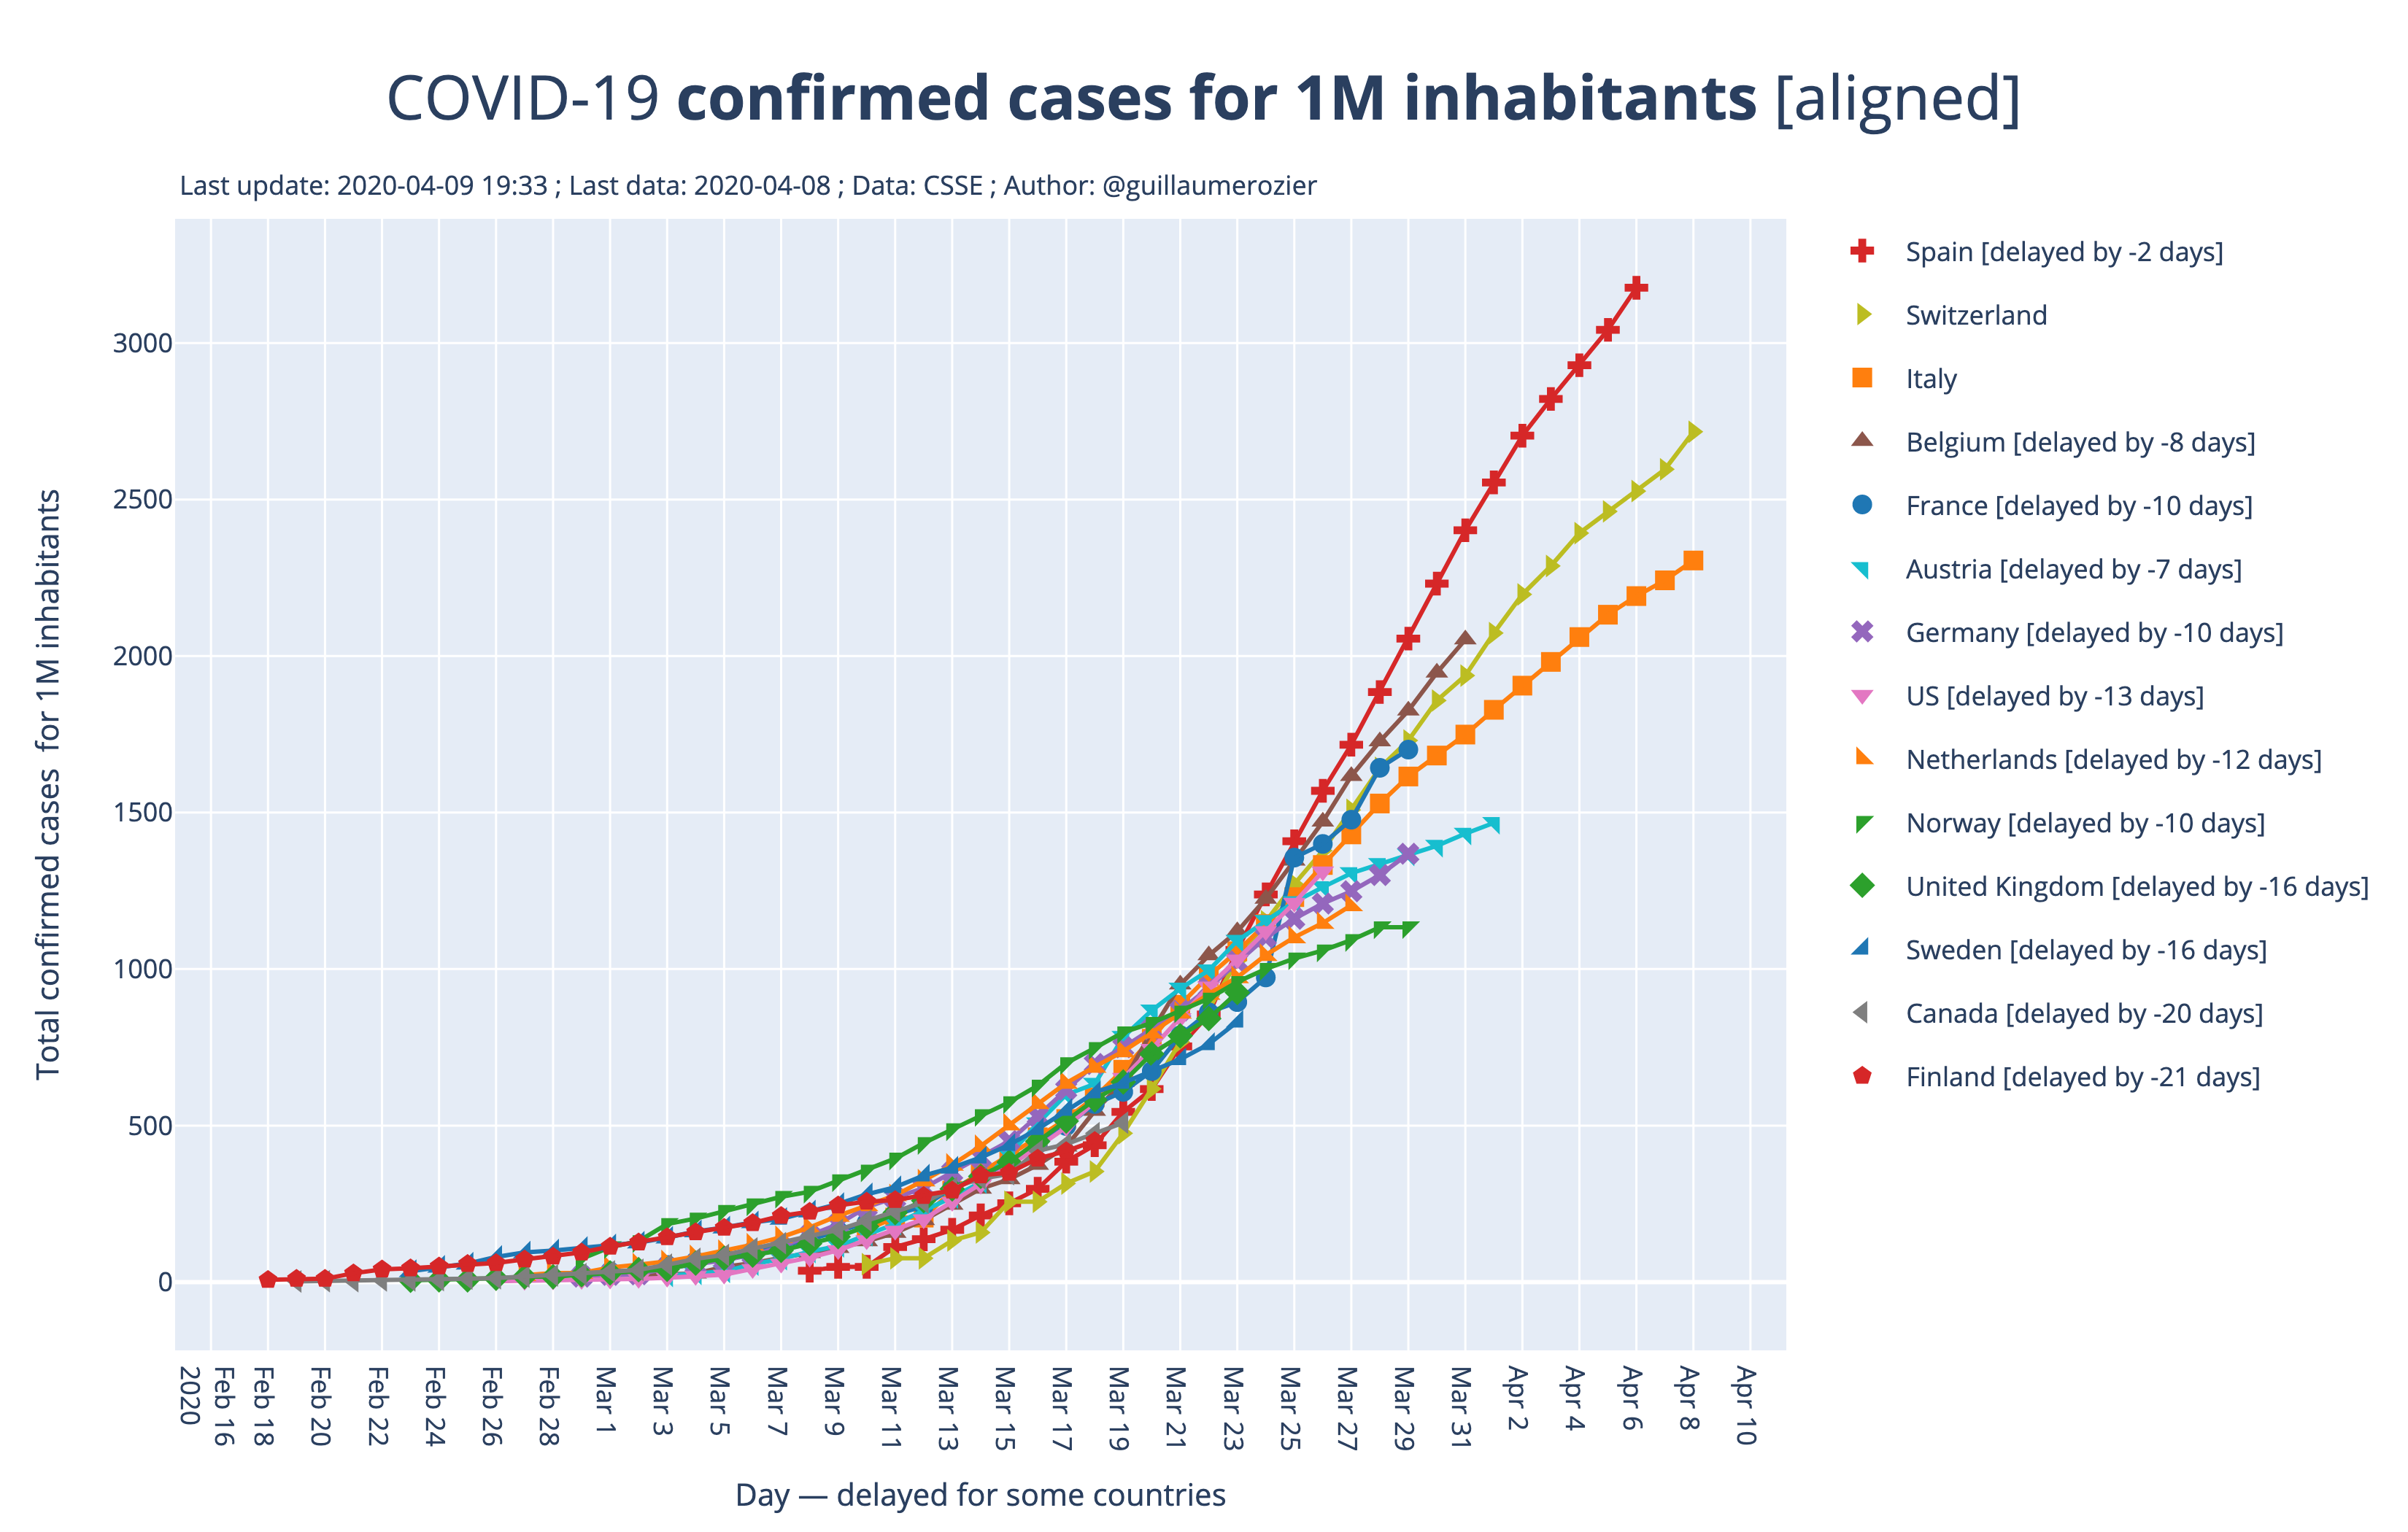 COVID-19 confirmed cases for 1M inhabitants [aligned]
Last update: 2020-04-09 19:33 ; Last data: 2020-04-08 ; Data: CSSE ; Author: @guillaumerozier
Total confirmed cases for 1M inhabitants
3000
2500
2000
1500
1000
500
0
Feb 16
2020
Feb 18
Feb 20
Feb 22
Feb 24
Feb 26
Feb 28
Mar 1
Mar 3
Mar 5
Mar 7
Mar 9
Mar 11
Mar 13
Mar 15
Mar 17
Mar 19
Mar 21
Mar 23
Mar 25
Mar 27
Mar 29
Mar 31
Apr 2
Apr 4
Apr 6
Apr 8
Apr 10
Day — delayed for some countries
Spain [delayed by -2 days]
Switzerland
Italy
Belgium [delayed by -8 days]
France [delayed by -10 days]
Austria [delayed by -7 days]
Germany [delayed by -10 days]
US [delayed by -13 days]
Netherlands [delayed by -12 days]
Norway [delayed by -10 days]
United Kingdom [delayed by -16 days]
Sweden [delayed by -16 days]
Canada [delayed by -20 days]
Finland [delayed by -21 days]